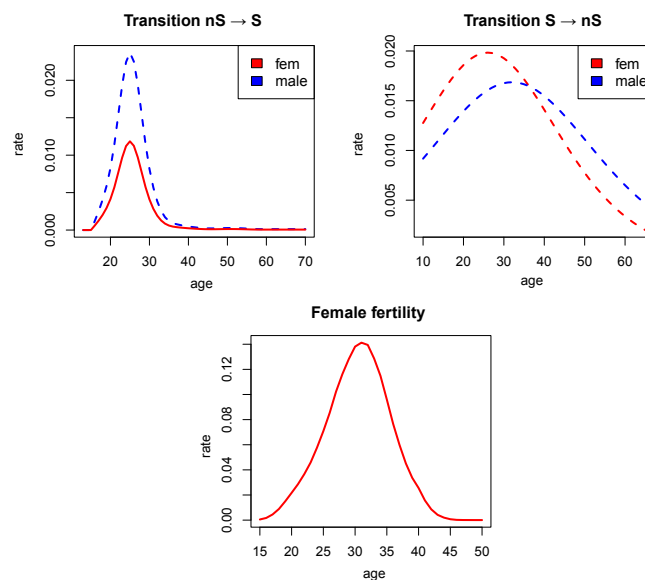 Transition nS → S
fem
male
rate
0.000
0.010
0.020
20 30 40 50 60 70
age
Transition S → nS
fem
male
rate
0.005
0.010
0.015
0.020
10 20 30 40 50 60
age
Female fertility
rate
0.00
0.04
0.08
0.12
15 20 25 30 35 40 45 50
age